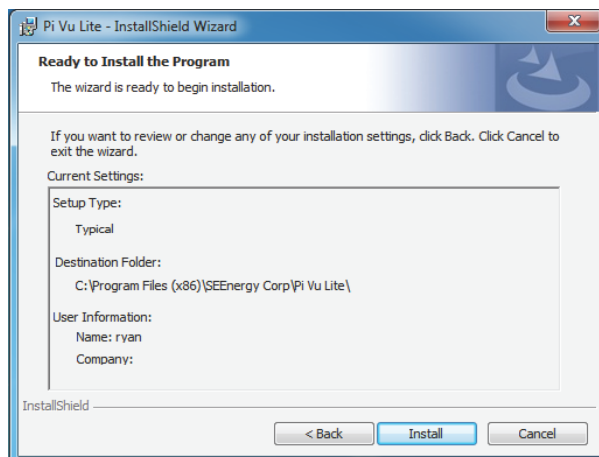 Pi Vu Lite - InstallShield Wizard
Ready to Install the Program
The wizard is ready to begin installation.
If you want to review or change any of your installation settings, click Back. Click Cancel to
exit the wizard.
Current Settings:
Setup Type:
Typical
Destination Folder:
C:\Program Files (x86)\SEEnergy Corp\Pi Vu Lite\
User Information:
Name: ryan
Company:
InstallShield
< Back
Install
Cancel